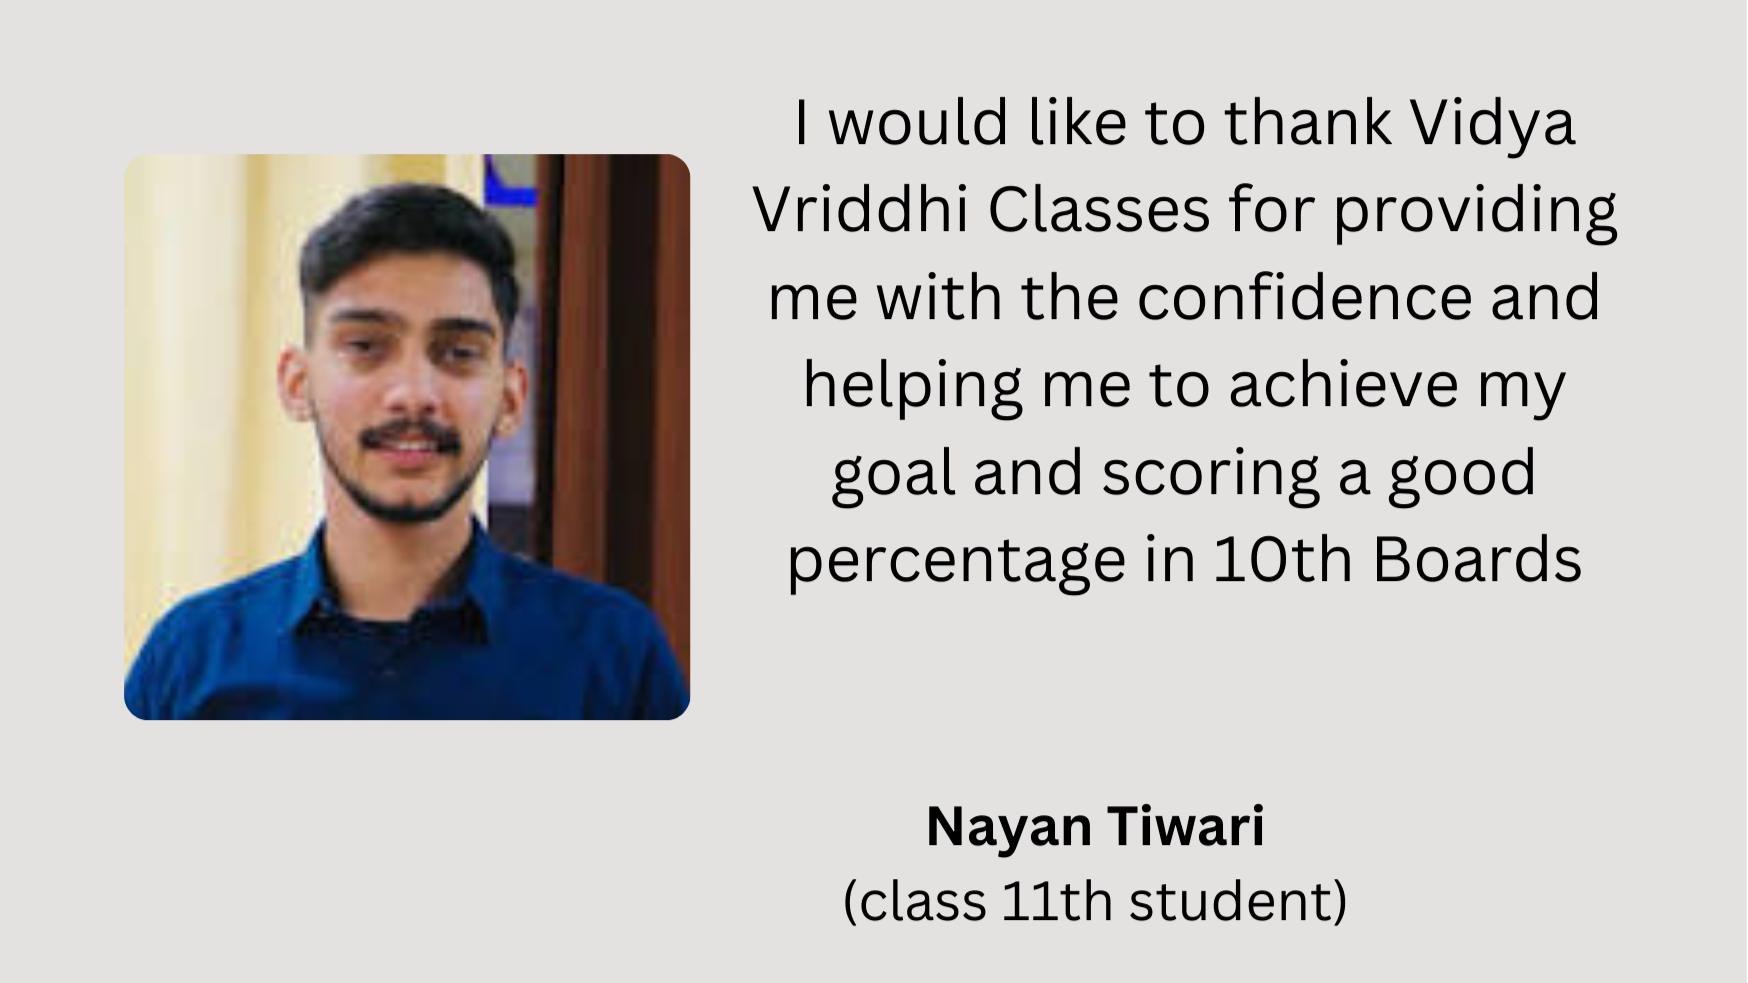 I would like to thank Vidya
Vriddhi Classes for providing
me with the confidence and
helping me to achieve my
goal and scoring a good
percentage in 10th Boards
Nayan Tiwari
(class 11th student)